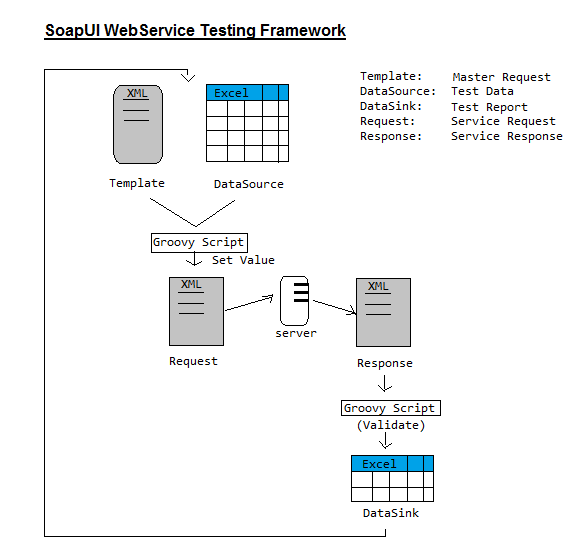 SoapUI WebService Testing Framework
Template: Master Request
DataSource: Test Data
DataSink: Test Report
Request: Service Request
Response: Service Response
XML
Excel
Template
DataSource
Groovy Script
Set Value
XML
XML
server
Request
Response
Groovy Script
(Validate)
Excel
DataSink